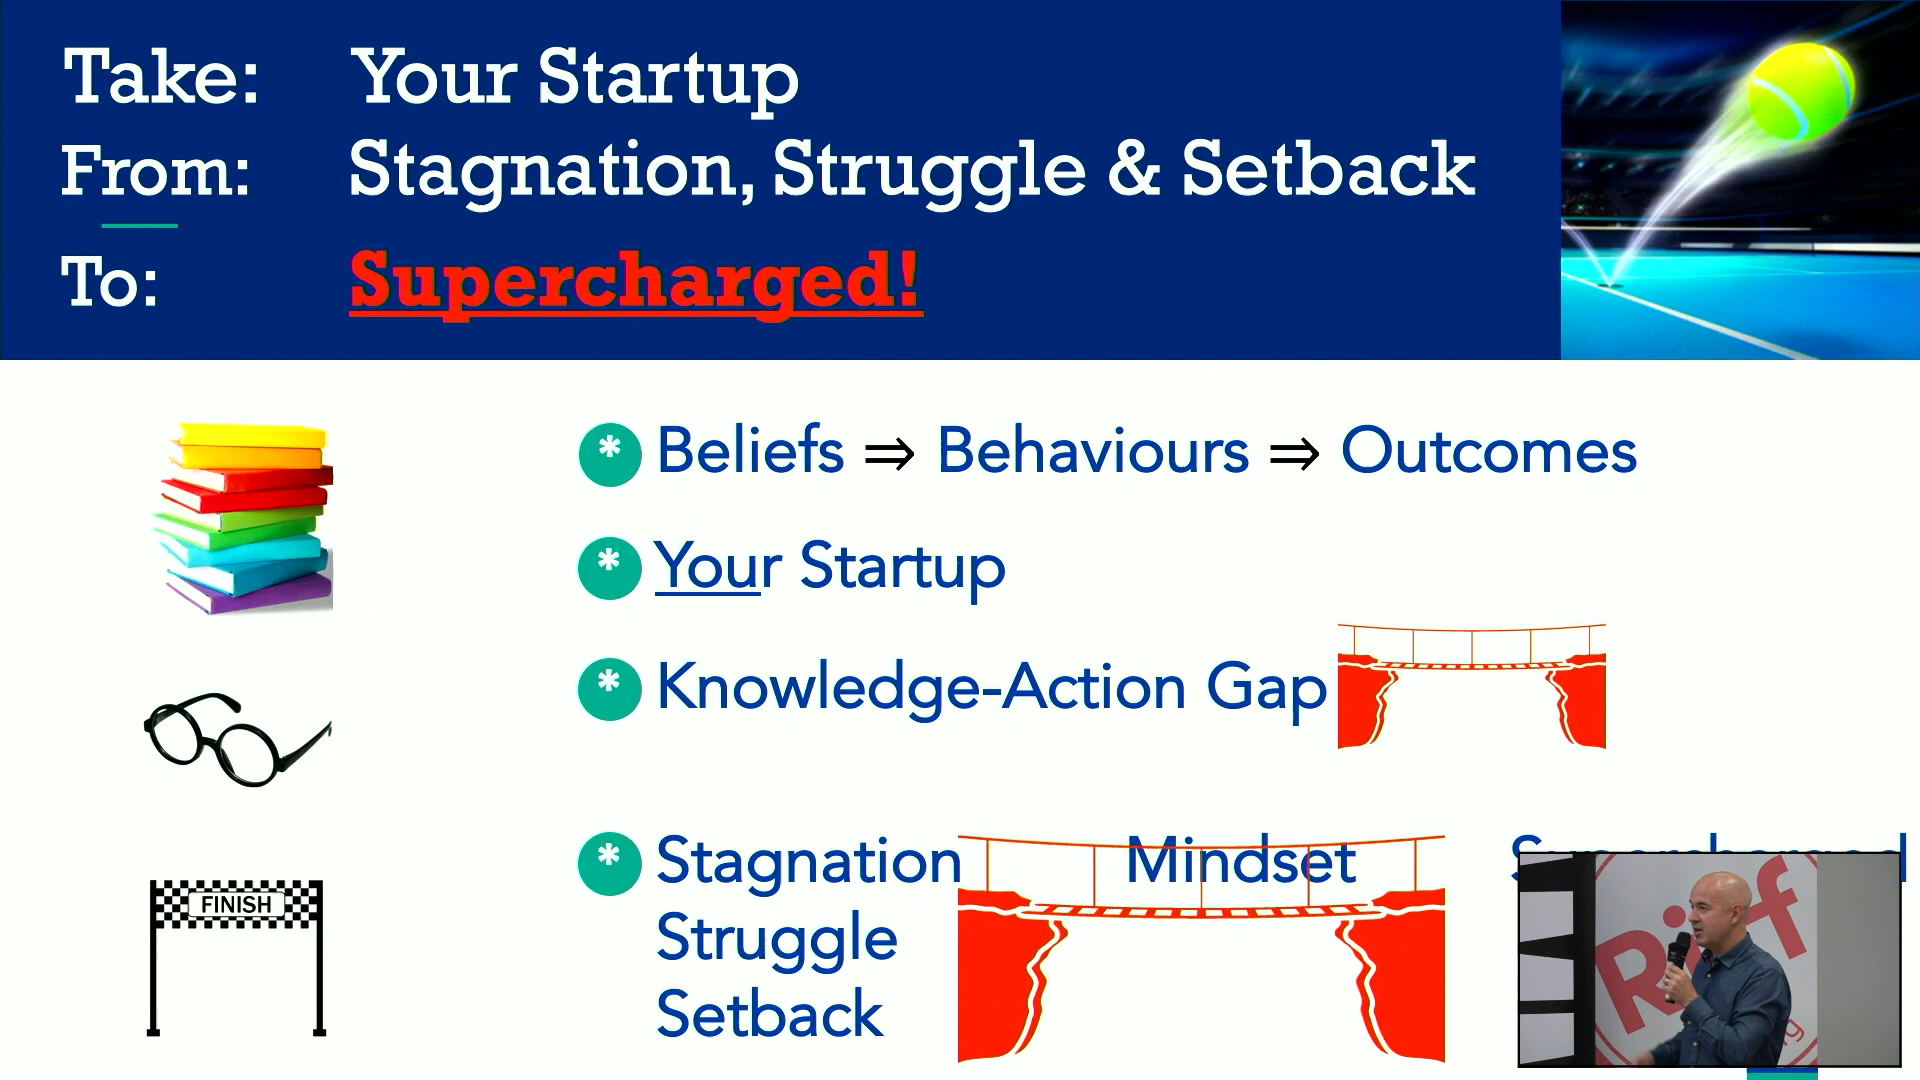 Take: Your Startup
From: Stagnation, Struggle & Setback
To: Supercharged!
* Beliefs ⇒ Behaviours ⇒ Outcomes
* Your Startup
* Knowledge-Action Gap
* Stagnation Mindset Supercharged
Struggle
Setback
FINISH